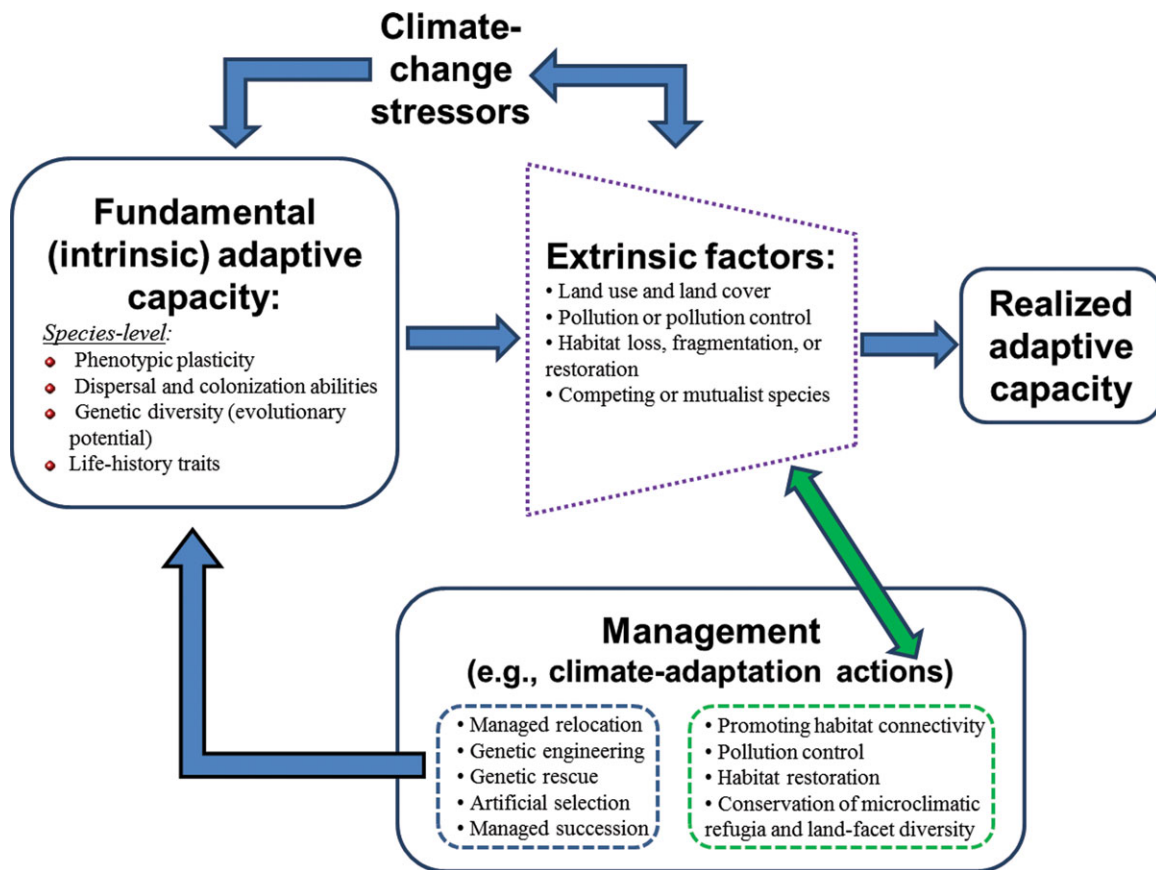 Climate-
change
stressors
Fundamental
(intrinsic) adaptive
capacity:
Species-level:
Phenotypic plasticity
Dispersal and colonization abilities
Genetic diversity (evolutionary
potential)
Life-history traits
Extrinsic factors:
• Land use and land cover
• Pollution or pollution control
• Habitat loss, fragmentation, or
restoration
• Competing or mutualist species
Realized
adaptive
capacity
Management
(e.g., climate-adaptation actions)
• Managed relocation
• Genetic engineering
• Genetic rescue
• Artificial selection
• Managed succession
• Promoting habitat connectivity
• Pollution control
• Habitat restoration
• Conservation of microclimatic
refugia and land-facet diversity